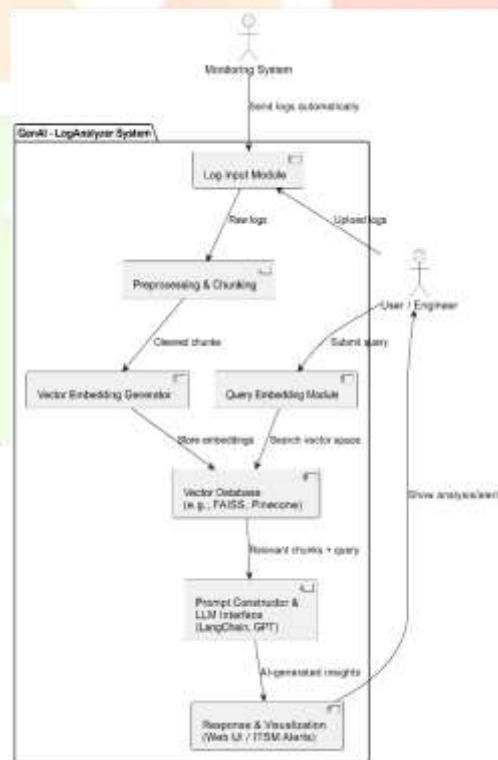 Monitoring System
Send logs automatically
GenAI - LogAnalyzer System
Log Input Module
Raw logs
Upload logs
Preprocessing & Chunking
User / Engineer
Cleaned chunks
Submit query
Vector Embedding Generator
Query Embedding Module
Store embeddings
Search vector space
Vector Database
(e.g., FAISS, Pinecone)
Show analysis/alerts
Relevant chunks + query
Prompt Constructor &
LLM Interface
(LangChain, GPT)
AI-generated insights
Response & Visualization
(Web UI / ITSM Alerts)